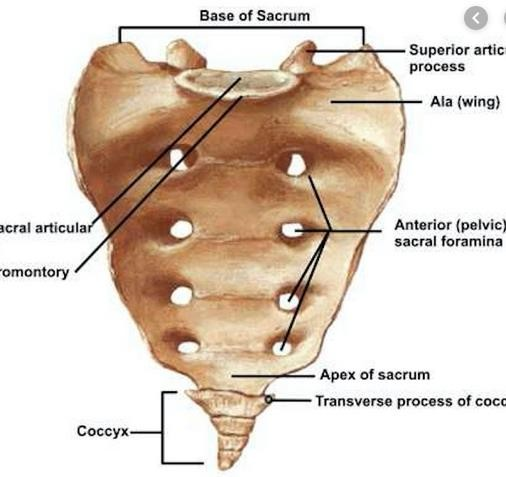 Base of Sacrum
Superior artic
process
Ala (wing)
acral articular
Anterior (pelvic)
sacral foramina
romontory
Apex of sacrum
Transverse process of cocc
Coccyx